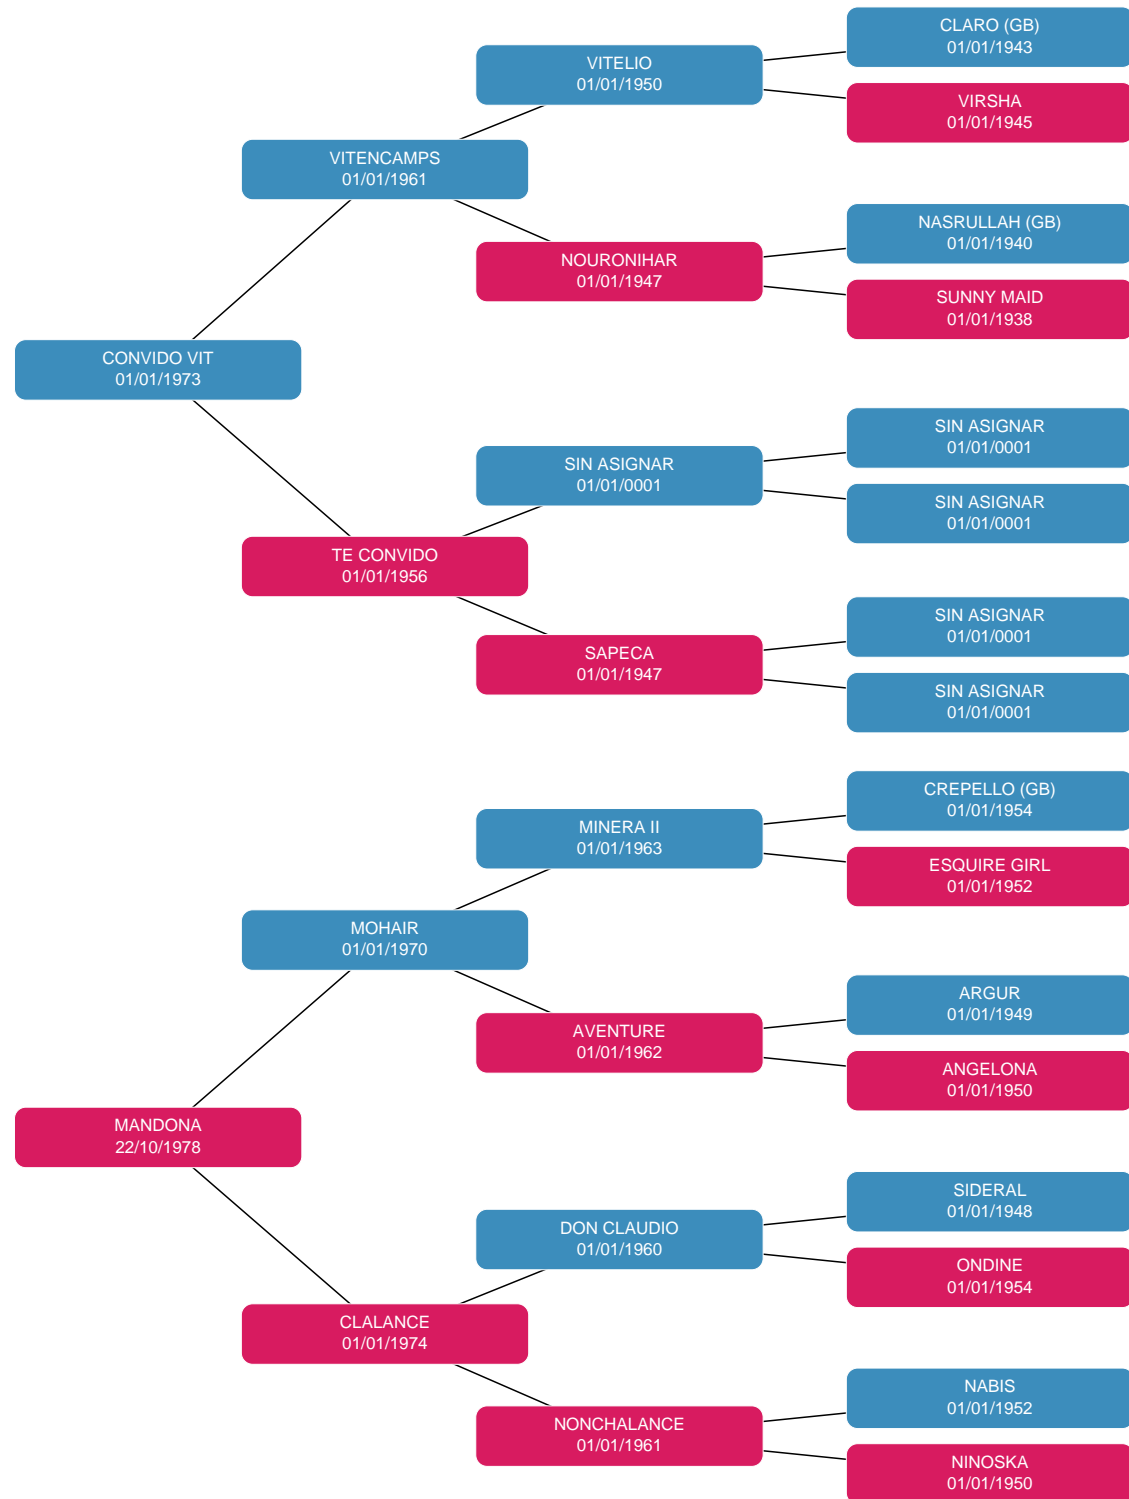 CLARO (GB)
01/01/1943
VITELIO
01/01/1950
VIRSHA
01/01/1945
VITENCAMPS
01/01/1961
NASRULLAH (GB)
01/01/1940
NOURONIHAR
01/01/1947
SUNNY MAID
01/01/1938
CONVIDO VIT
01/01/1973
SIN ASIGNAR
01/01/0001
SIN ASIGNAR
01/01/0001
SIN ASIGNAR
01/01/0001
TE CONVIDO
01/01/1956
SIN ASIGNAR
01/01/0001
SAPECA
01/01/1947
SIN ASIGNAR
01/01/0001
CREPELLO (GB)
01/01/1954
MINERA II
01/01/1963
ESQUIRE GIRL
01/01/1952
MOHAIR
01/01/1970
ARGUR
01/01/1949
AVENTURE
01/01/1962
ANGELONA
01/01/1950
MANDONA
22/10/1978
SIDERAL
01/01/1948
DON CLAUDIO
01/01/1960
ONDINE
01/01/1954
CLALANCE
01/01/1974
NABIS
01/01/1952
NONCHALANCE
01/01/1961
NINOSKA
01/01/1950